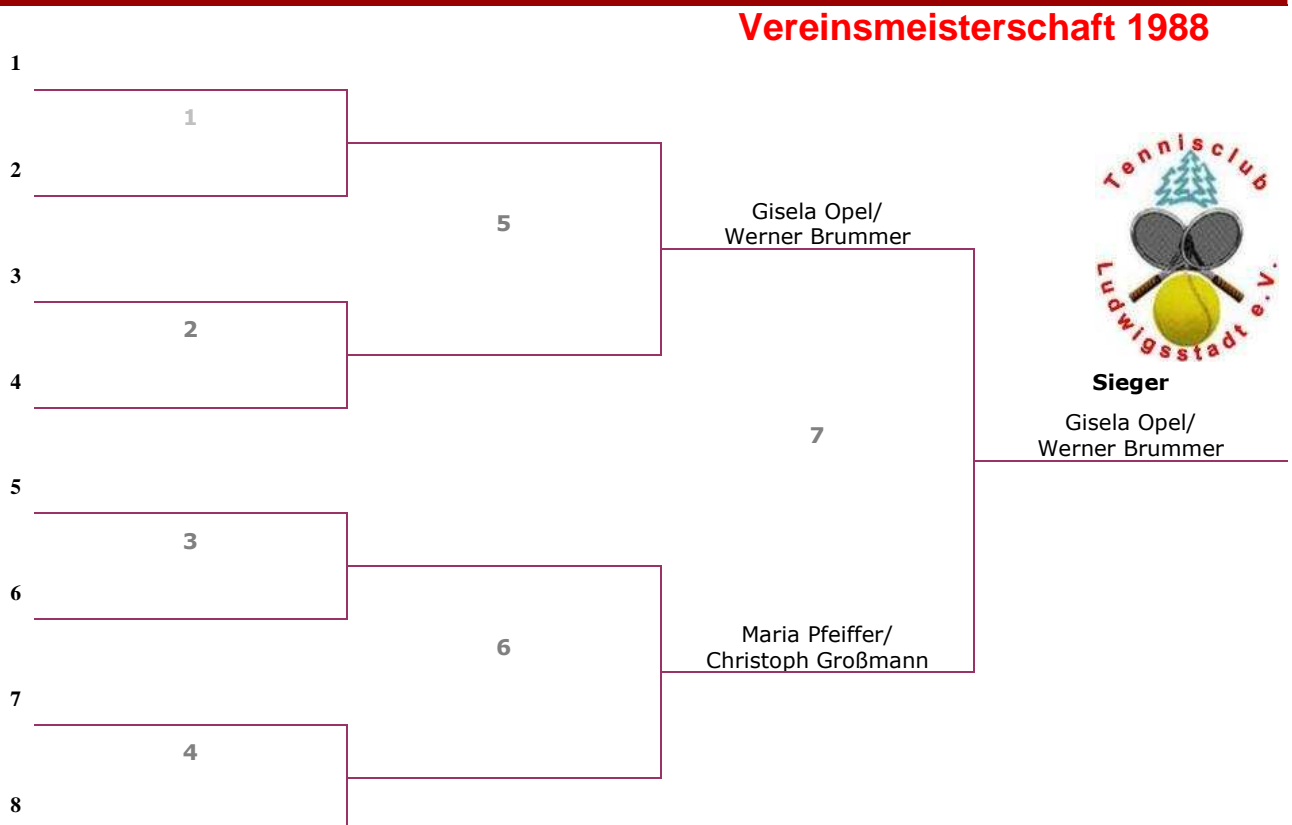 Vereinsmeisterschaft 1988
1
1
2
5
Gisela Opel/
Werner Brummer
3
2
4
7
5
3
6
6
Maria Pfeiffer/
Christoph Großmann
7
4
8
Tennisclub
Ludwigsstadt e.V.
Sieger
Gisela Opel/
Werner Brummer